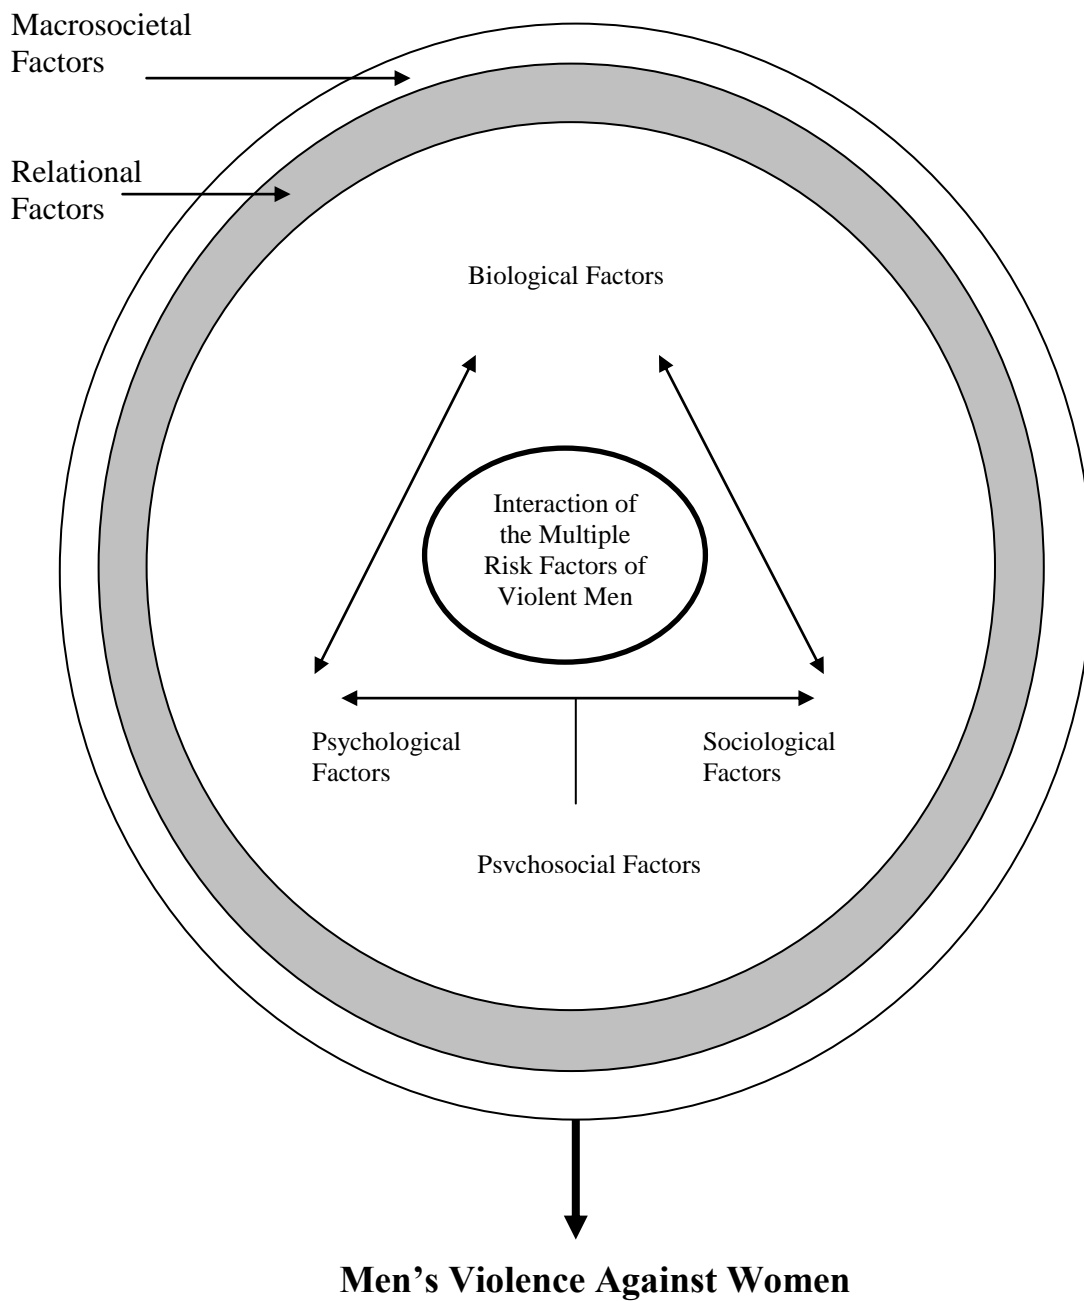 Macrosocietal
Factors
Relational
Factors
Biological Factors
Interaction of
the Multiple
Risk Factors of
Violent Men
Psychological
Factors
Sociological
Factors
Psychosocial Factors
Men’s Violence Against Women